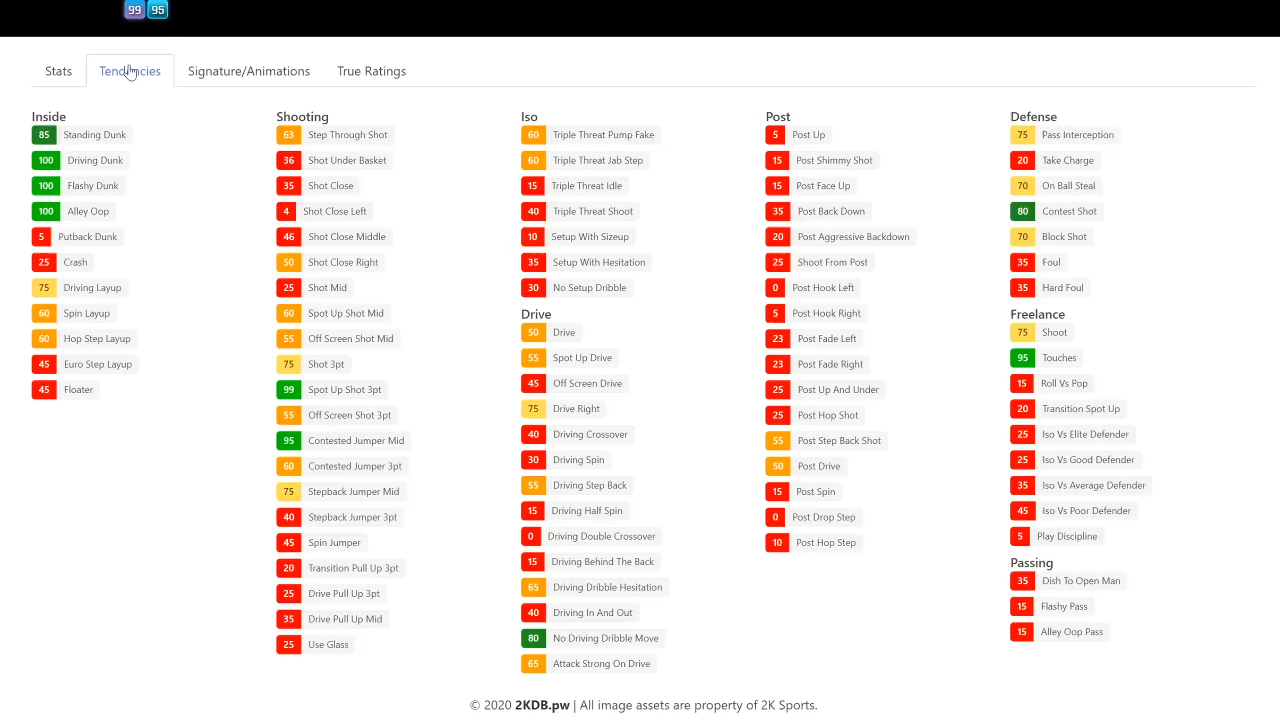 99 95
Stats Tendencies Signature/Animations True Ratings
Inside
85 Standing Dunk
100 Driving Dunk
100 Flashy Dunk
100 Alley Oop
5 Putback Dunk
25 Crash
75 Driving Layup
60 Spin Layup
60 Hop Step Layup
45 Euro Step Layup
45 Floater
Shooting
63 Step Through Shot
36 Shot Under Basket
35 Shot Close
4 Shot Close Left
46 Shot Close Middle
50 Shot Close Right
25 Shot Mid
60 Spot Up Shot Mid
55 Off Screen Shot Mid
75 Shot 3pt
99 Spot Up Shot 3pt
55 Off Screen Shot 3pt
95 Contested Jumper Mid
60 Contested Jumper 3pt
75 Stepback Jumper Mid
40 Stepback Jumper 3pt
45 Spin Jumper
20 Transition Pull Up 3pt
25 Drive Pull Up 3pt
35 Drive Pull Up Mid
25 Use Glass
Iso
60 Triple Threat Pump Fake
60 Triple Threat Jab Step
15 Triple Threat Idle
40 Triple Threat Shoot
10 Setup With Sizeup
35 Setup With Hesitation
30 No Setup Dribble
Drive
50 Drive
55 Spot Up Drive
45 Off Screen Drive
75 Drive Right
40 Driving Crossover
30 Driving Spin
55 Driving Step Back
15 Driving Half Spin
0 Driving Double Crossover
15 Driving Behind The Back
65 Driving Dribble Hesitation
40 Driving In And Out
80 No Driving Dribble Move
65 Attack Strong On Drive
Post
5 Post Up
15 Post Shimmy Shot
15 Post Face Up
35 Post Back Down
20 Post Aggressive Backdown
25 Shoot From Post
0 Post Hook Left
5 Post Hook Right
23 Post Fade Left
23 Post Fade Right
25 Post Up And Under
25 Post Hop Shot
55 Post Step Back Shot
50 Post Drive
15 Post Spin
0 Post Drop Step
10 Post Hop Step
Defense
75 Pass Interception
20 Take Charge
70 On Ball Steal
80 Contest Shot
70 Block Shot
35 Foul
35 Hard Foul
Freelance
75 Shoot
95 Touches
15 Roll Vs Pop
20 Transition Spot Up
25 Iso Vs Elite Defender
25 Iso Vs Good Defender
35 Iso Vs Average Defender
45 Iso Vs Poor Defender
5 Play Discipline
Passing
35 Dish To Open Man
15 Flashy Pass
15 Alley Oop Pass
© 2020 2KDB.pw | All image assets are property of 2K Sports.